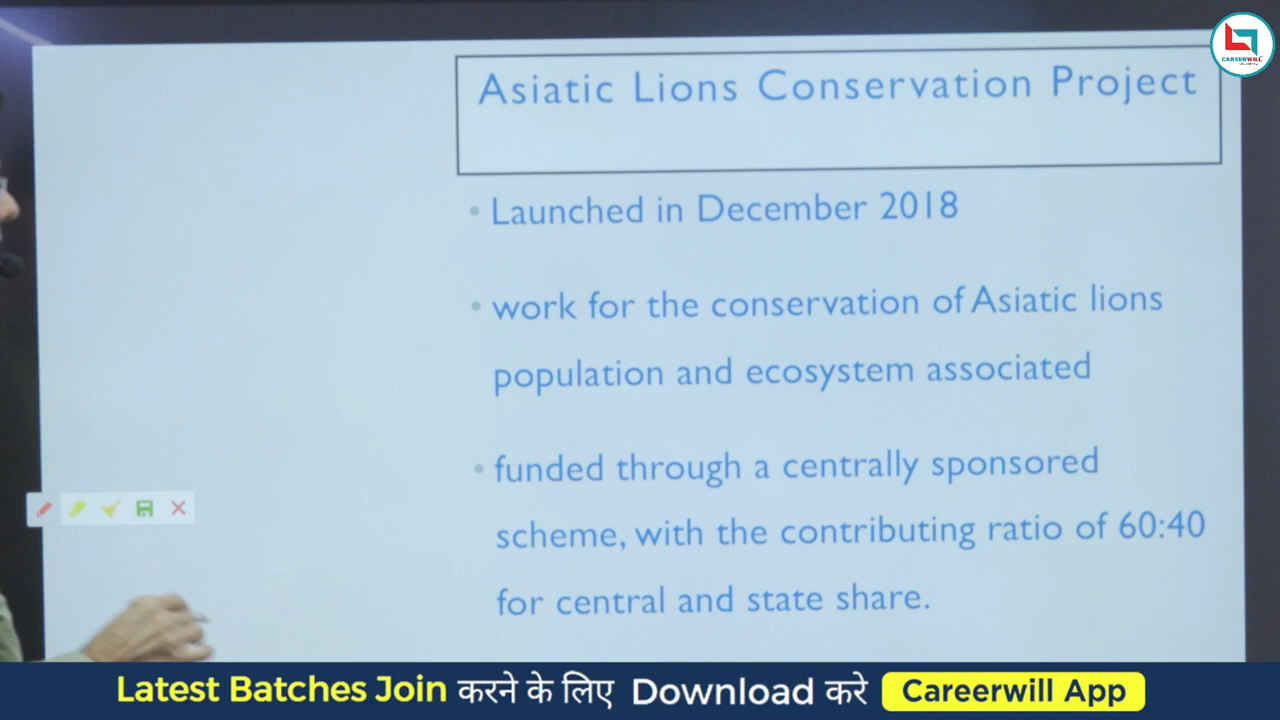 CAREERWILL
Asiatic Lions Conservation Project
• Launched in December 2018
• work for the conservation of Asiatic lions
population and ecosystem associated
• funded through a centrally sponsored
scheme, with the contributing ratio of 60:40
for central and state share.
Latest Batches Join करने के लिए Download करे Careerwill App